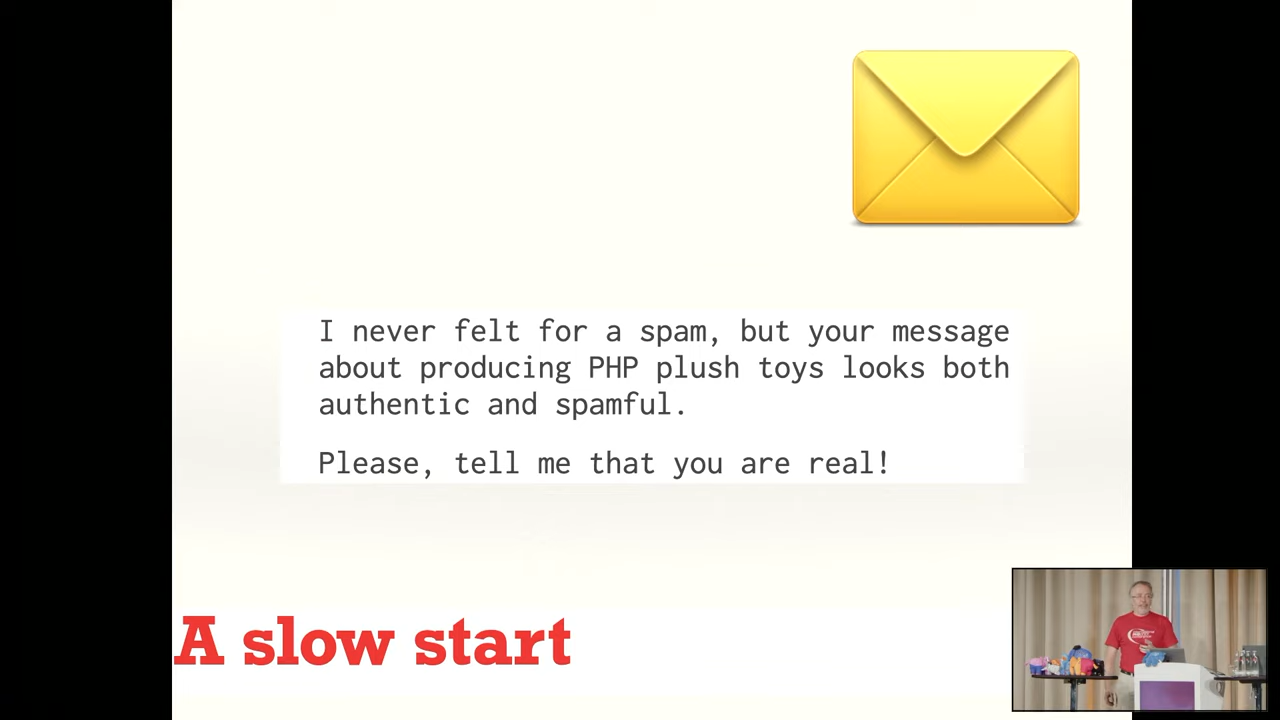 I never felt for a spam, but your message
about producing PHP plush toys looks both
authentic and spamful.
Please, tell me that you are real!
A slow start